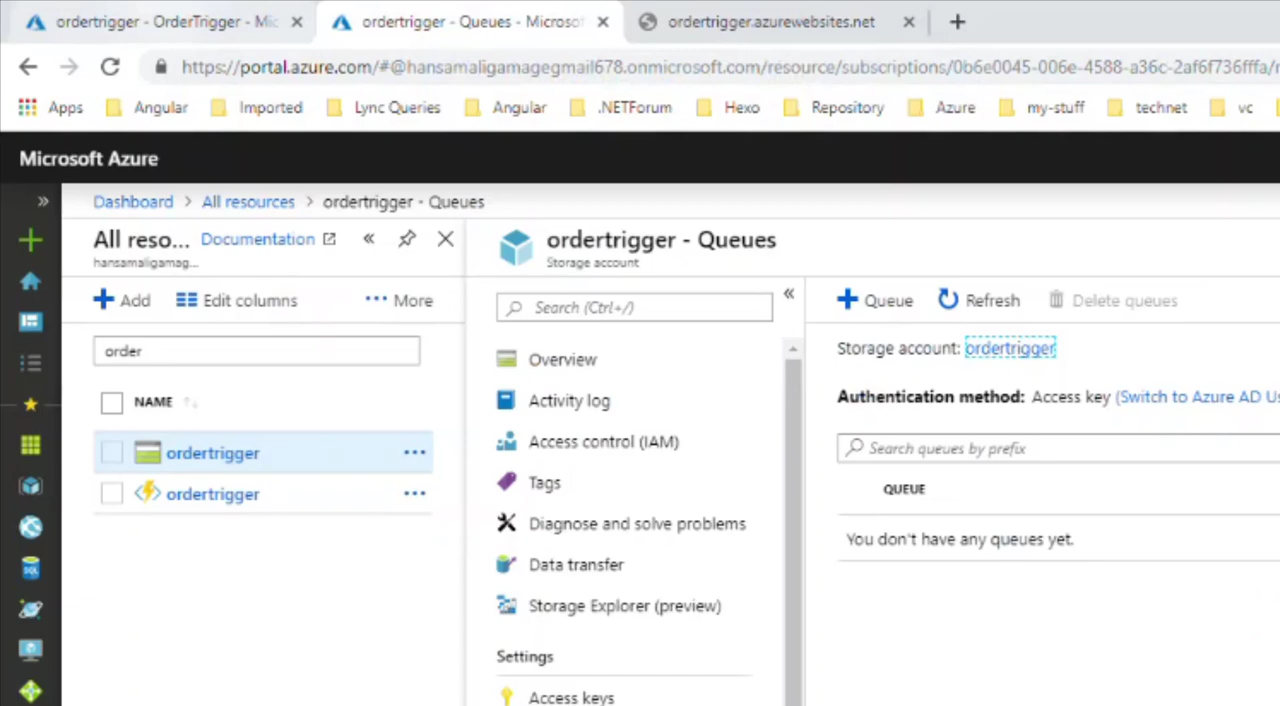 ordertrigger - OrderTrigger - Mic
ordertrigger - Queues - Microsof
ordertrigger.azurewebsites.net
https://portal.azure.com/#@hansamaligamagegmail678.onmicrosoft.com/resource/subscriptions/0b6e0045-006e-4588-a36c-2af6f736fffa/r
Apps Angular Imported Lync Queries Angular .NETForum Hexo Repository Azure my-stuff technet vc
Microsoft Azure
Dashboard > All resources > ordertrigger - Queues
All reso... Documentation
hansamaligamag...
Add Edit columns More
order
NAME
ordertrigger
ordertrigger
ordertrigger - Queues
Storage account
Search (Ctrl+/)
Overview
Activity log
Access control (IAM)
Tags
Diagnose and solve problems
Data transfer
Storage Explorer (preview)
Settings
Access keys
Queue Refresh Delete queues
Storage account: ordertrigger
Authentication method: Access key (Switch to Azure AD Us
Search queues by prefix
QUEUE
You don't have any queues yet.
SQL